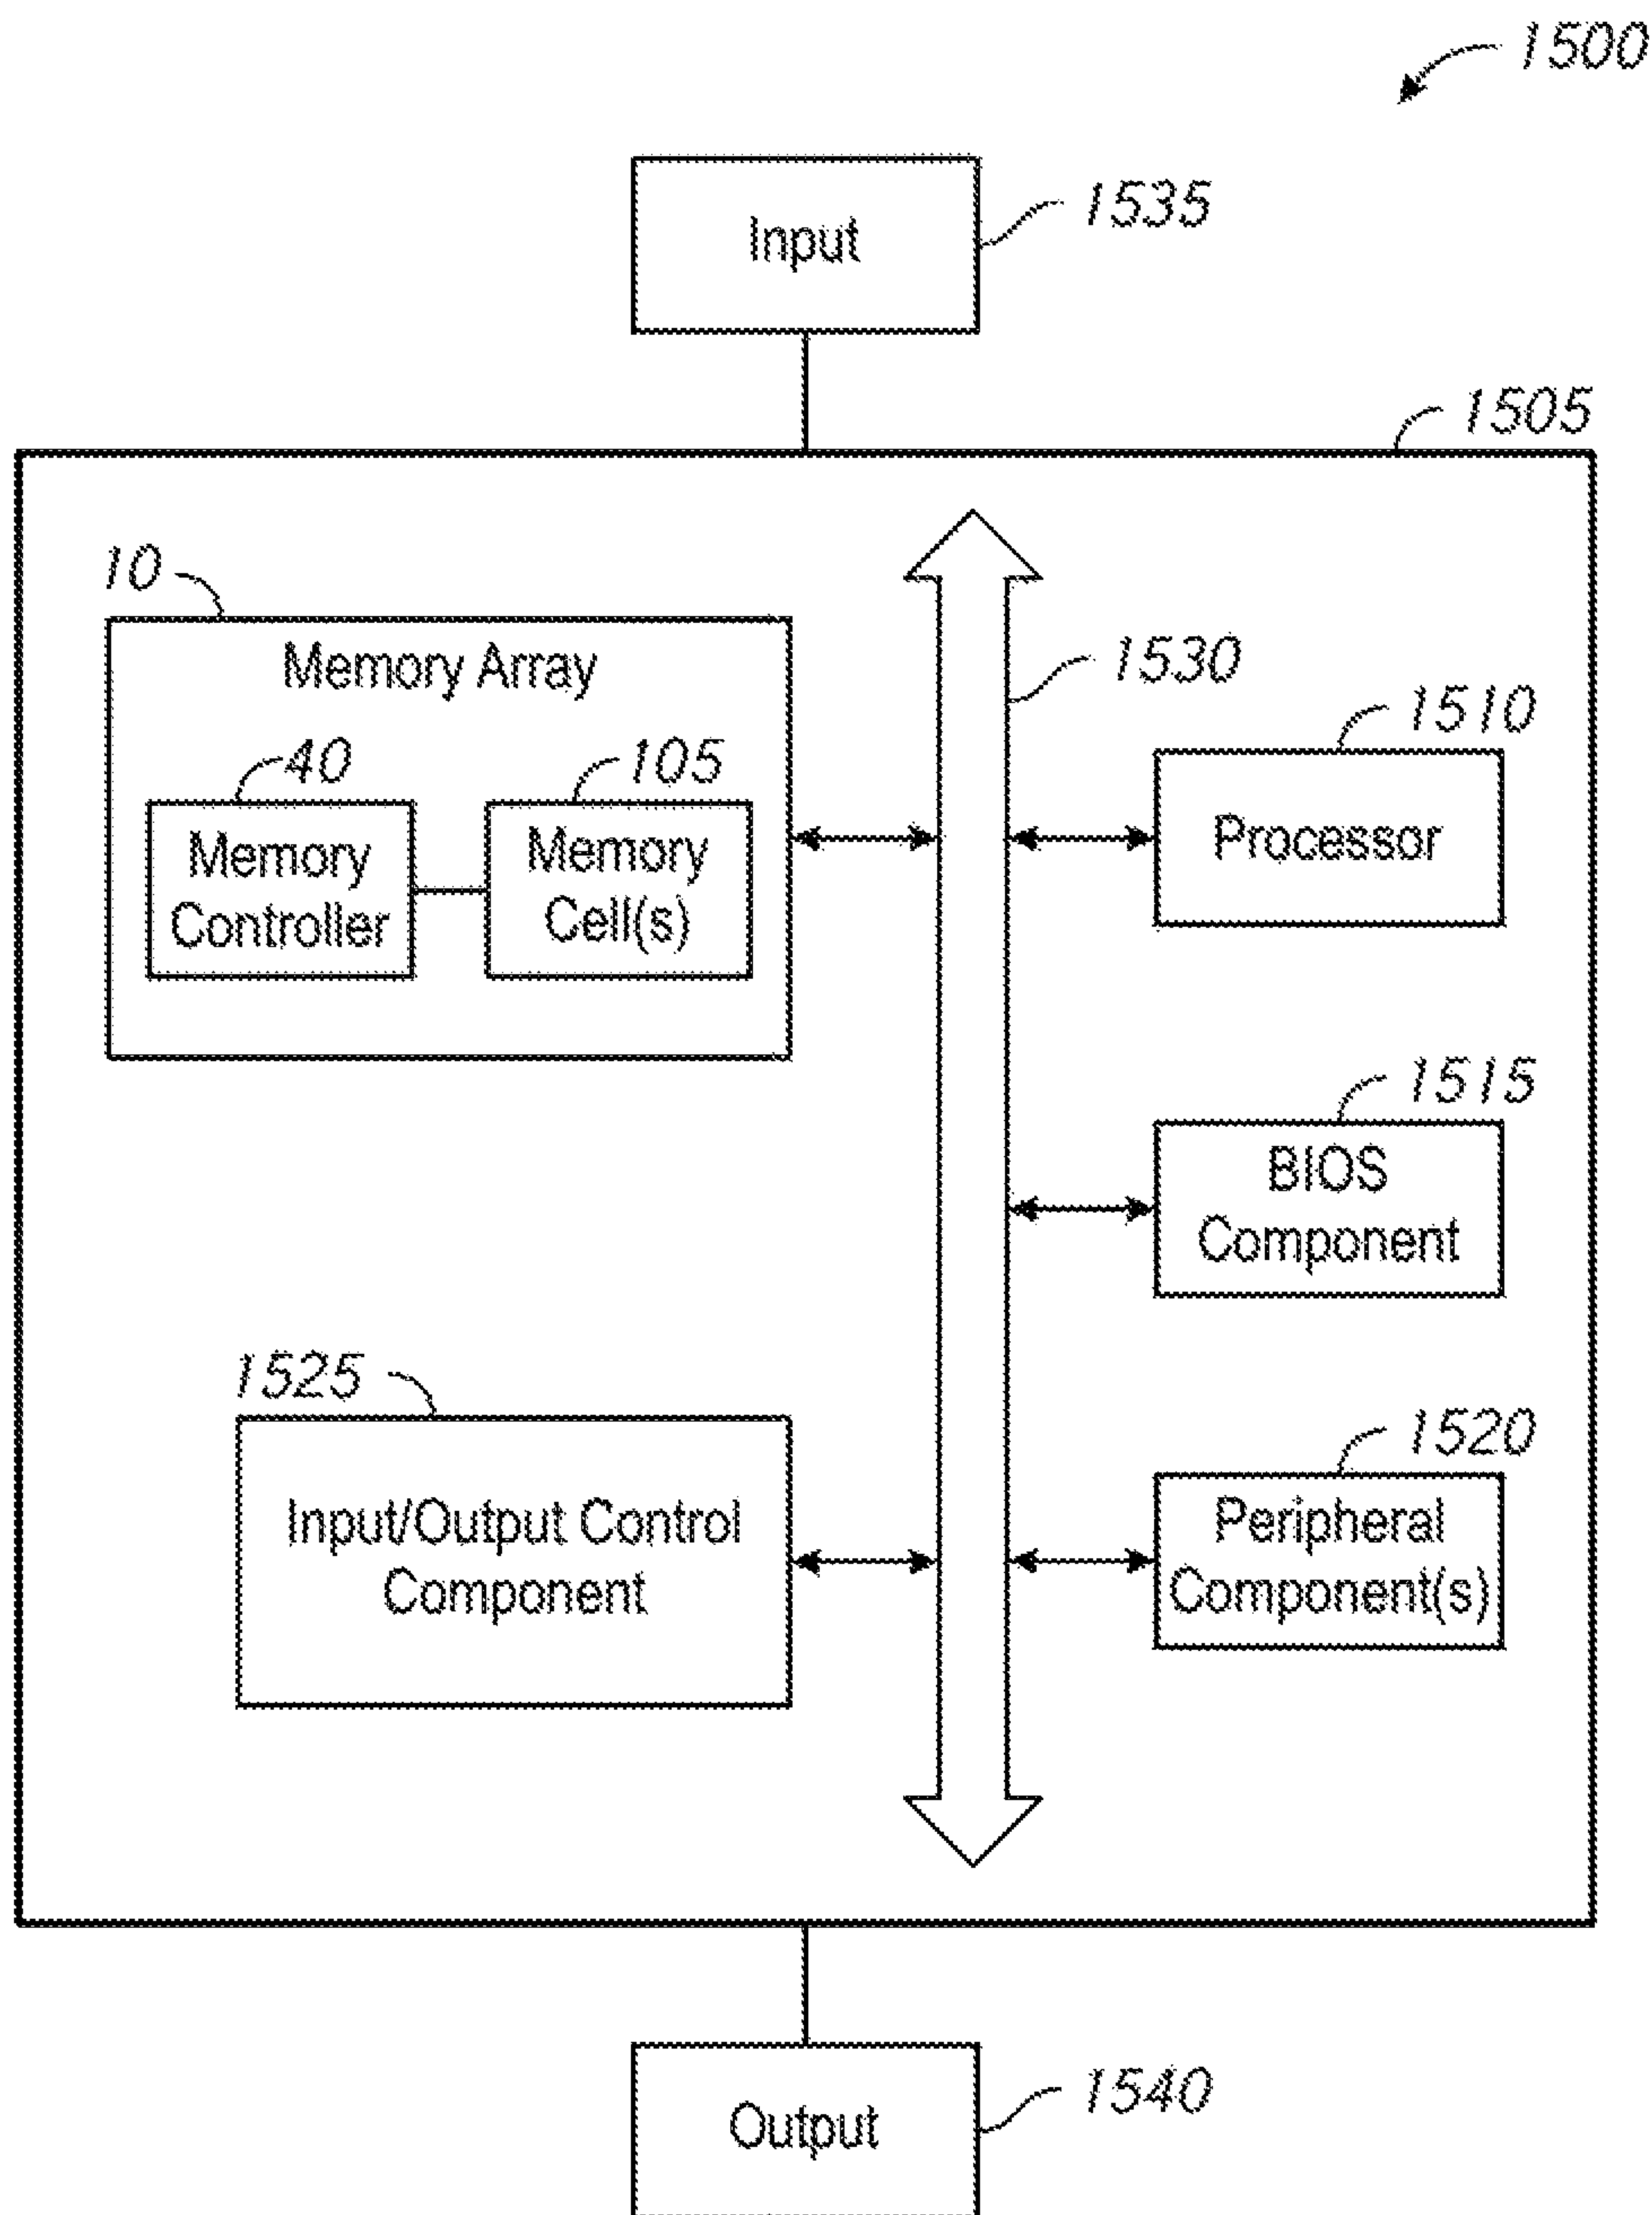 1500
Input
1535
1505
10
Memory Array
1530
1510
40
105
Memory
Controller
Memory
Cell(s)
Processor
1515
BIOS
Component
1525
Input/Output Control
Component
1520
Peripheral
Component(s)
Output
1540